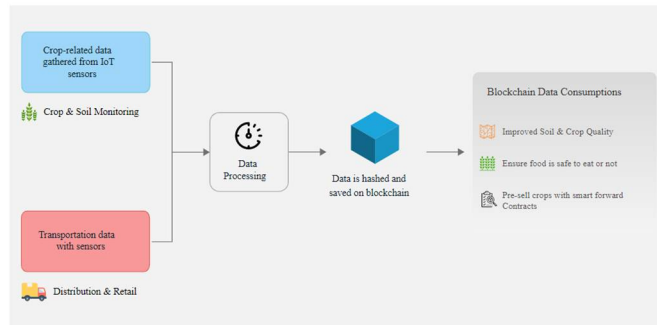 Crop-related data
gathered from IoT
sensors
Crop & Soil Monitoring
Transportation data
with sensors
Distribution & Retail
Data
Processing
Data is hashed and
saved on blockchain
Blockchain Data Consumptions
Improved Soil & Crop Quality
Ensure food is safe to eat or not
Pre-sell crops with smart forward
Contracts